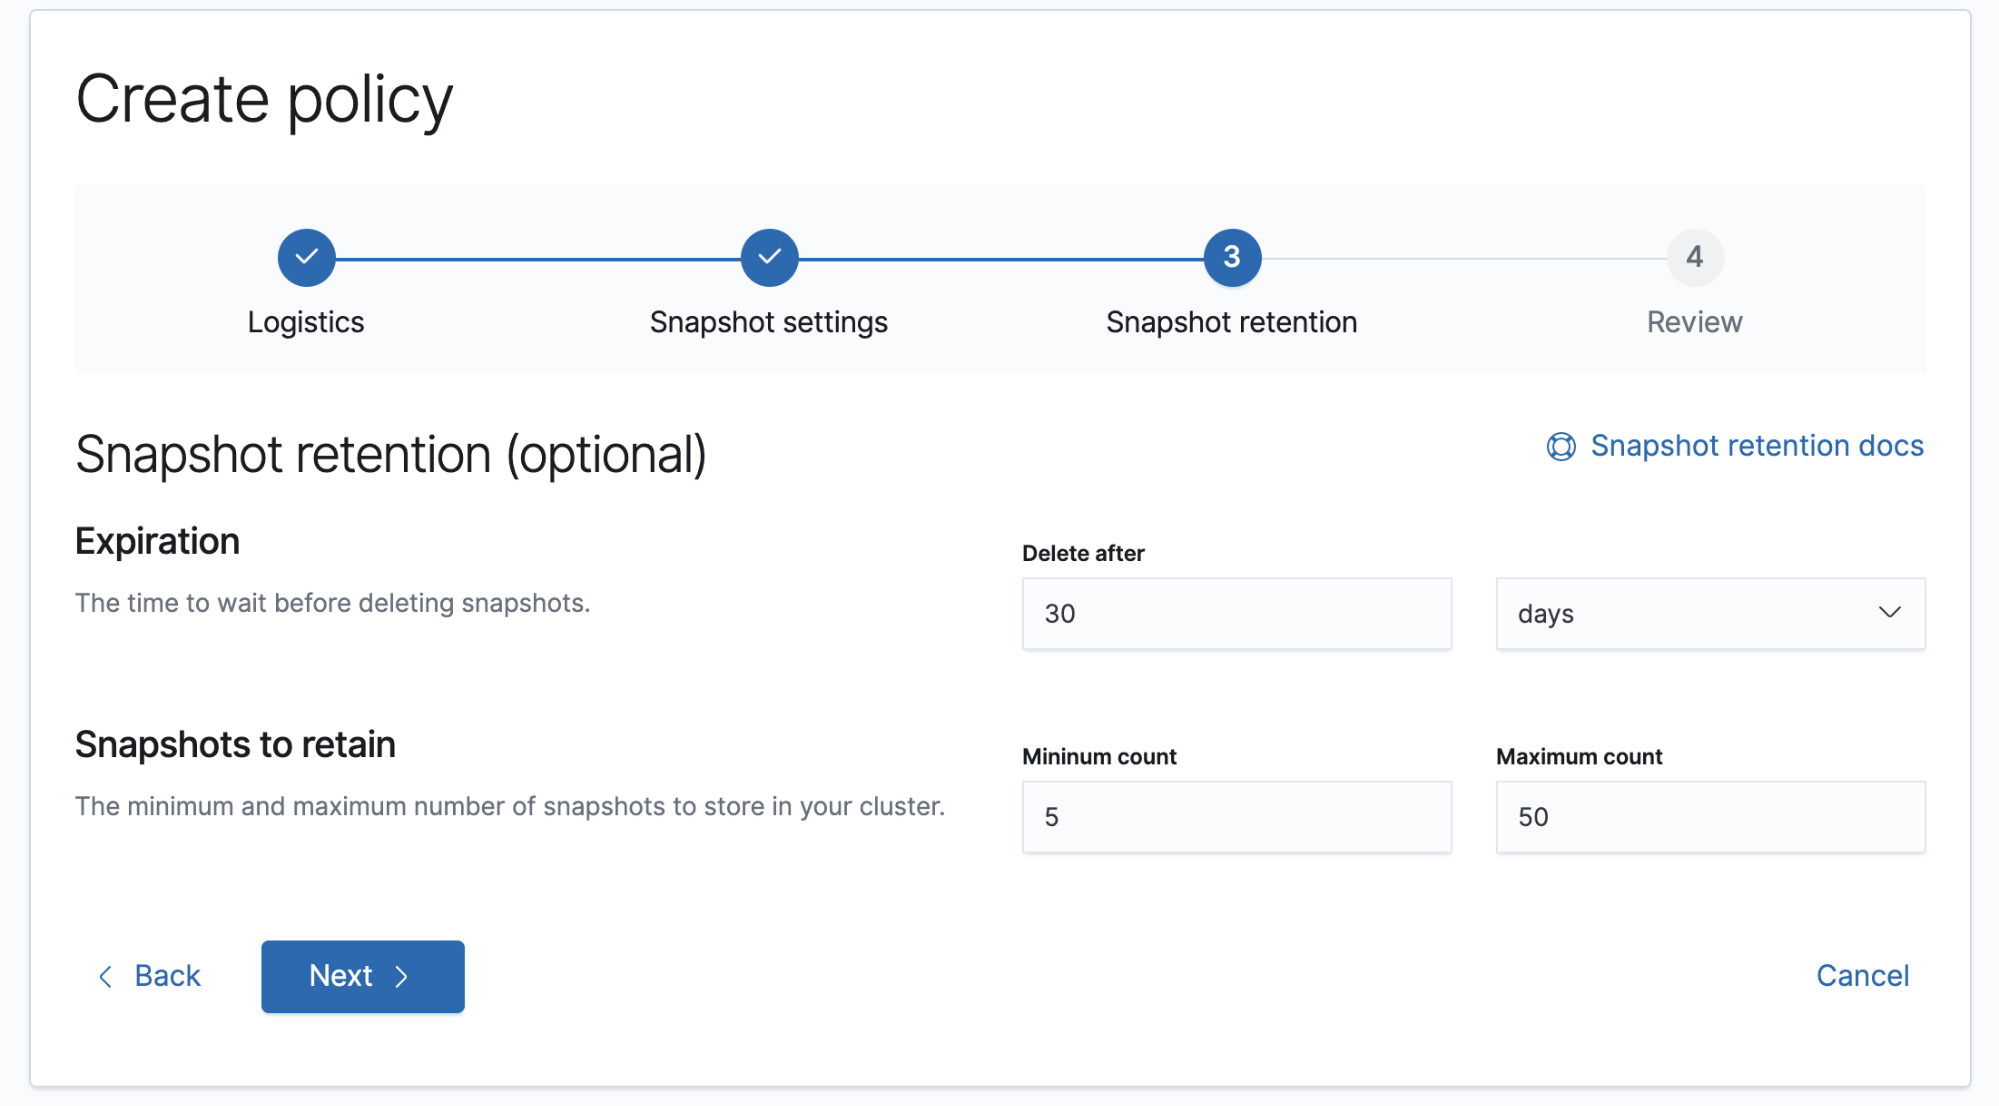 Create policy
3
4
Logistics
Snapshot settings
Snapshot retention
Review
Snapshot retention (optional)
Snapshot retention docs
Expiration
The time to wait before deleting snapshots.
Delete after
30
days
Snapshots to retain
The minimum and maximum number of snapshots to store in your cluster.
Mininum count
Maximum count
5
50
Back
Next
Cancel